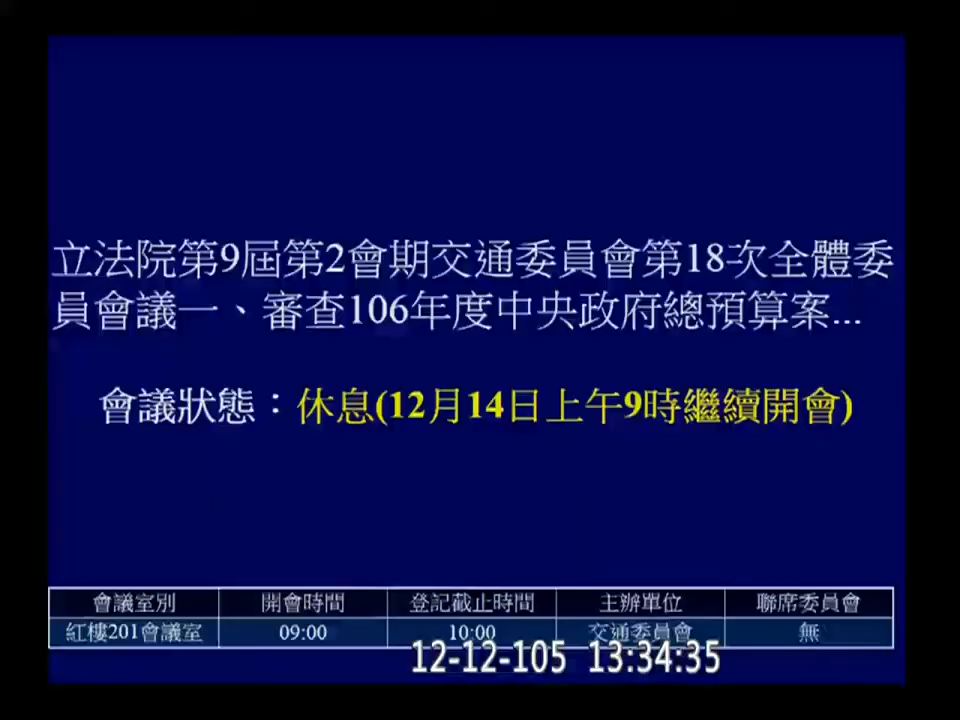 立法院第9屆第2會期交通委員會第18次全體委
員會議一、審查106年度中央政府總預算案...
會議狀態：休息(12月14日上午9時繼續開會)
會議室別 開會時間 登記截止時間 主辦單位 聯席委員會
紅樓201會議室 09:00 10:00 交通委員會 無
12-12-105 13:34:35